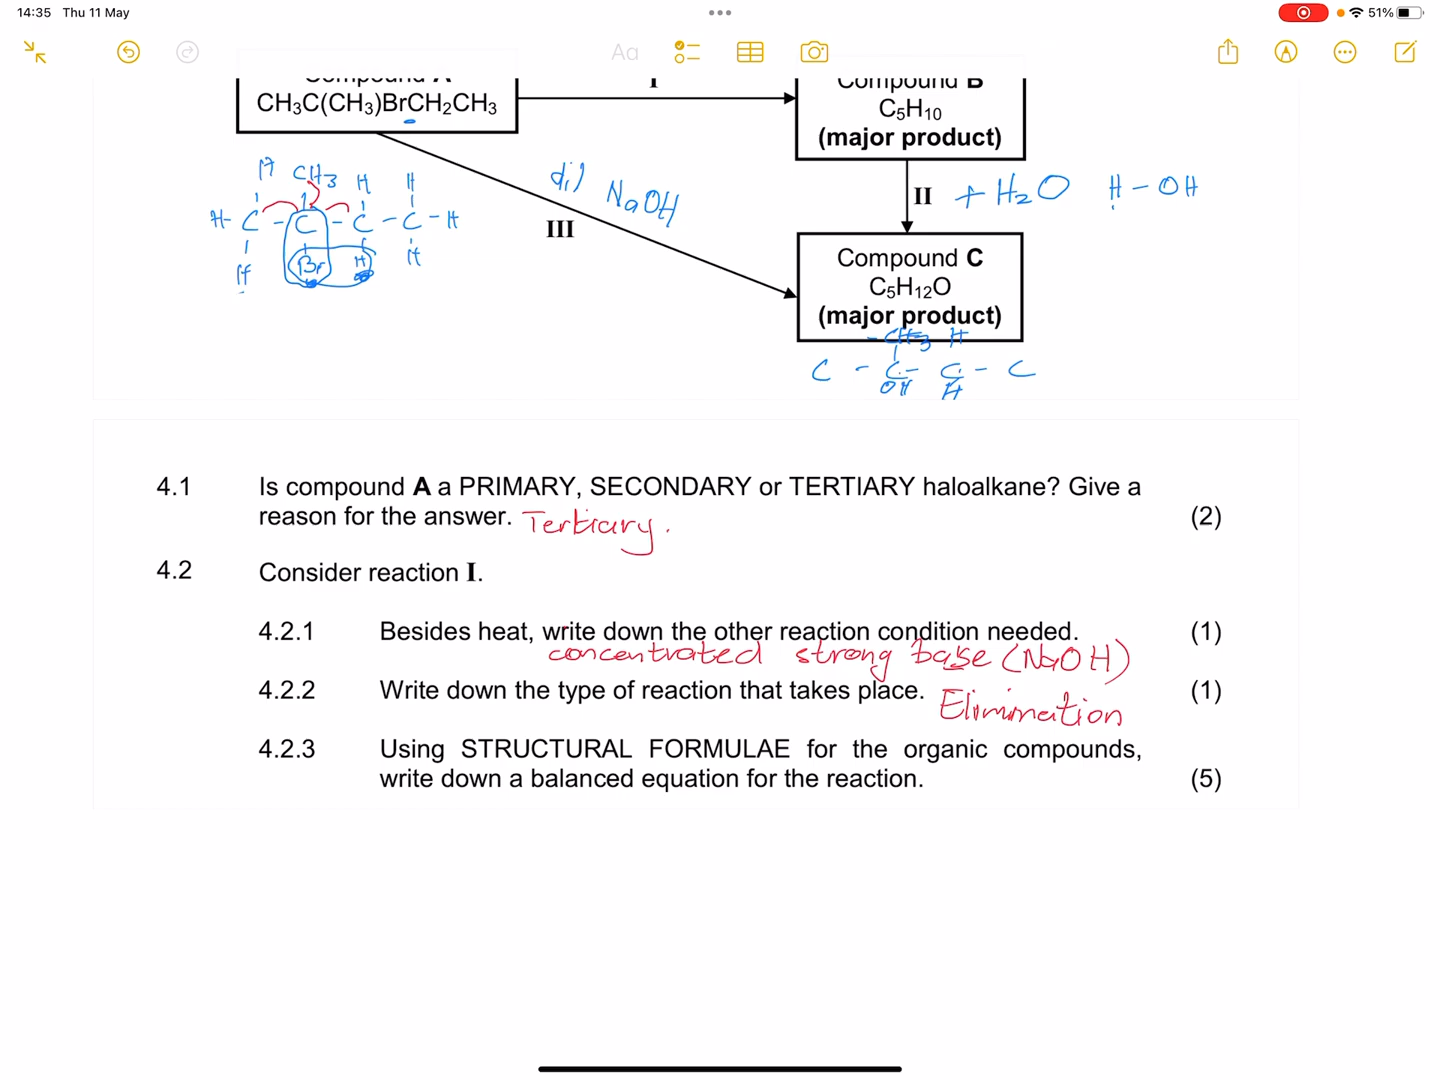 14:35 Thu 11 May
51%
Aa
Compound A
I
Compound B
CH3C(CH3)BrCH2CH3
C5H10
(major product)
H CH3 H H
dil NaOH
II + H2O H-OH
H- C - C - C - C - H
III
H Br H H
Compound C
C5H12O
(major product)
- CH3 H
C - C - C - C
OH H
4.1 Is compound A a PRIMARY, SECONDARY or TERTIARY haloalkane? Give a
reason for the answer. Tertiary. (2)
4.2 Consider reaction I.
4.2.1 Besides heat, write down the other reaction condition needed. (1)
concentrated strong base (NaOH)
4.2.2 Write down the type of reaction that takes place. (1)
Elimination
4.2.3 Using STRUCTURAL FORMULAE for the organic compounds,
write down a balanced equation for the reaction. (5)